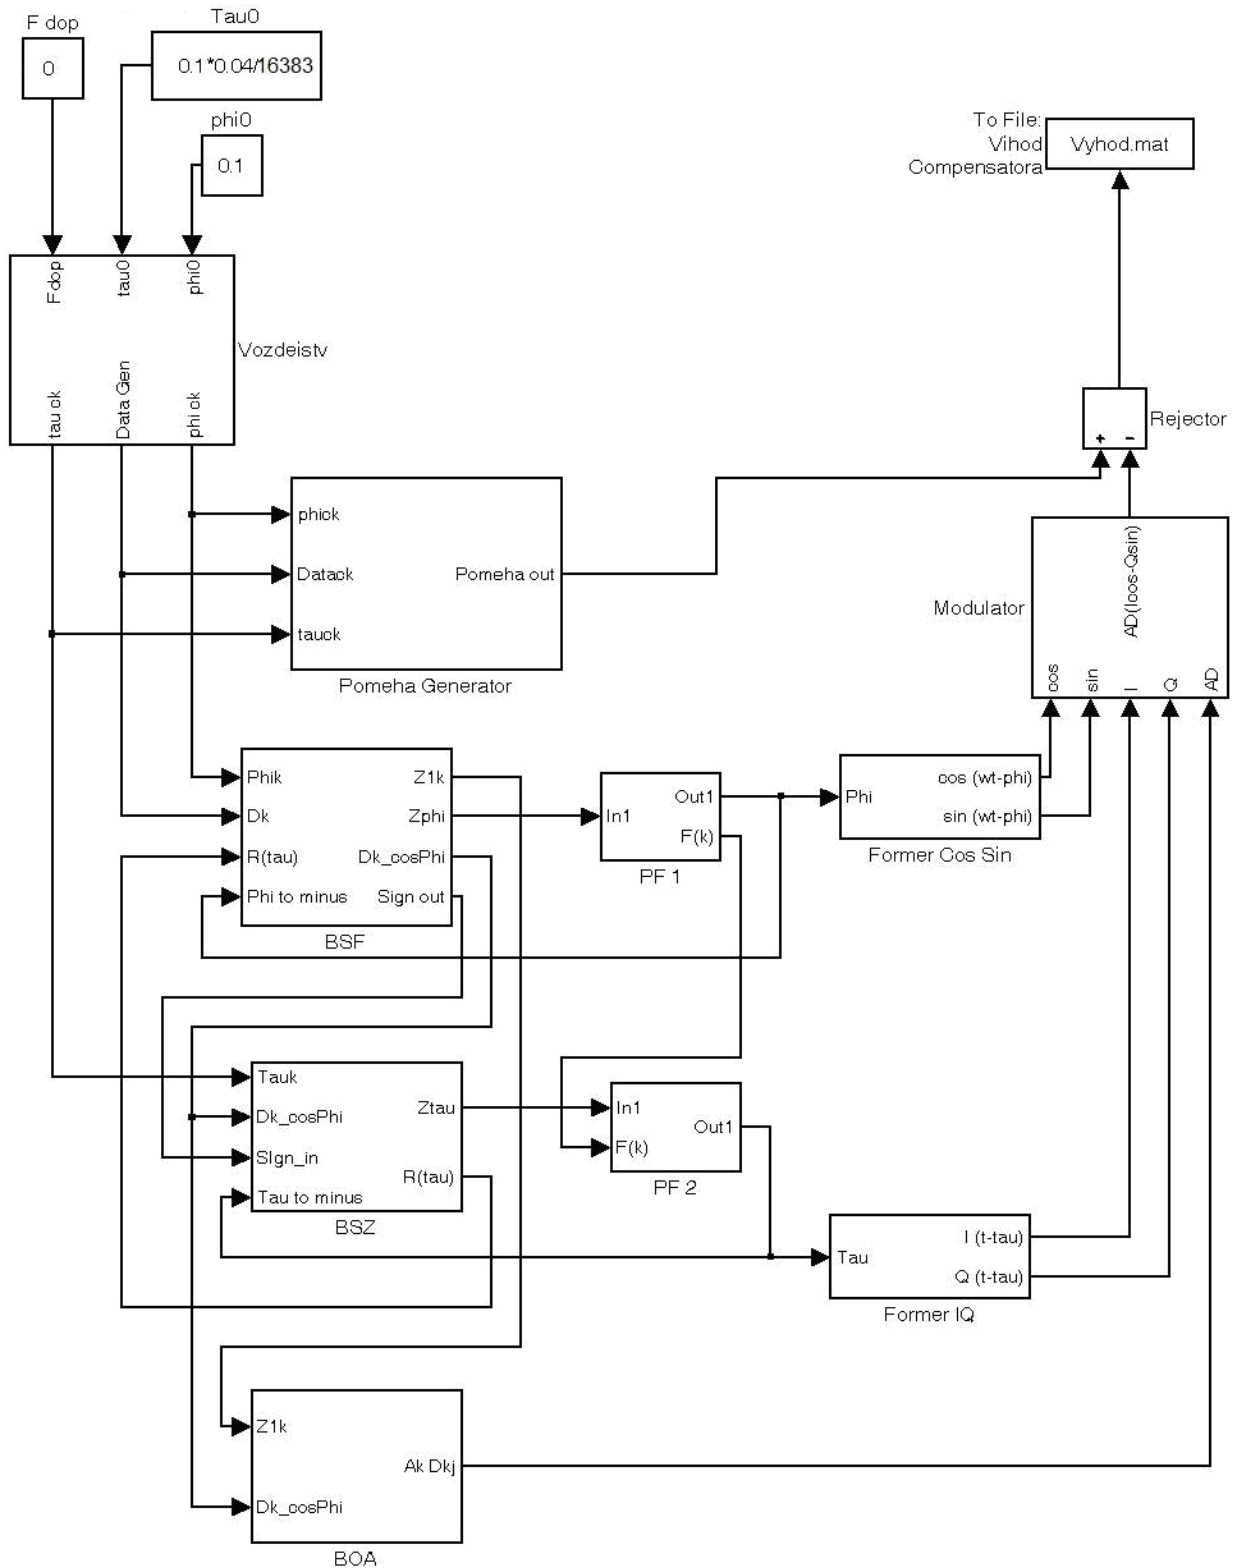 F dop
0
Tau0
0.1*0.04/16383
phi0
0.1
Fdop
tau0
phi0
tau ck
Data Gen
phi ck
Vozdeistv
To File:
Vihod
Compensatora
Vyhod.mat
+
-
Rejector
phick
Datack
tauck
Pomeha out
Pomeha Generator
AD(Icos-Qsin)
Modulator
cos
sin
I
Q
AD
Phik
Dk
R(tau)
Phi to minus
Z1k
Zphi
Dk_cosPhi
Sign out
BSF
In1
Out1
F(k)
PF 1
Phi
cos (wt-phi)
sin (wt-phi)
Former Cos Sin
Tauk
Dk_cosPhi
SIgn_in
Tau to minus
Ztau
R(tau)
BSZ
In1
F(k)
Out1
PF 2
Tau
I (t-tau)
Q (t-tau)
Former IQ
Z1k
Dk_cosPhi
Ak Dkj
BOA